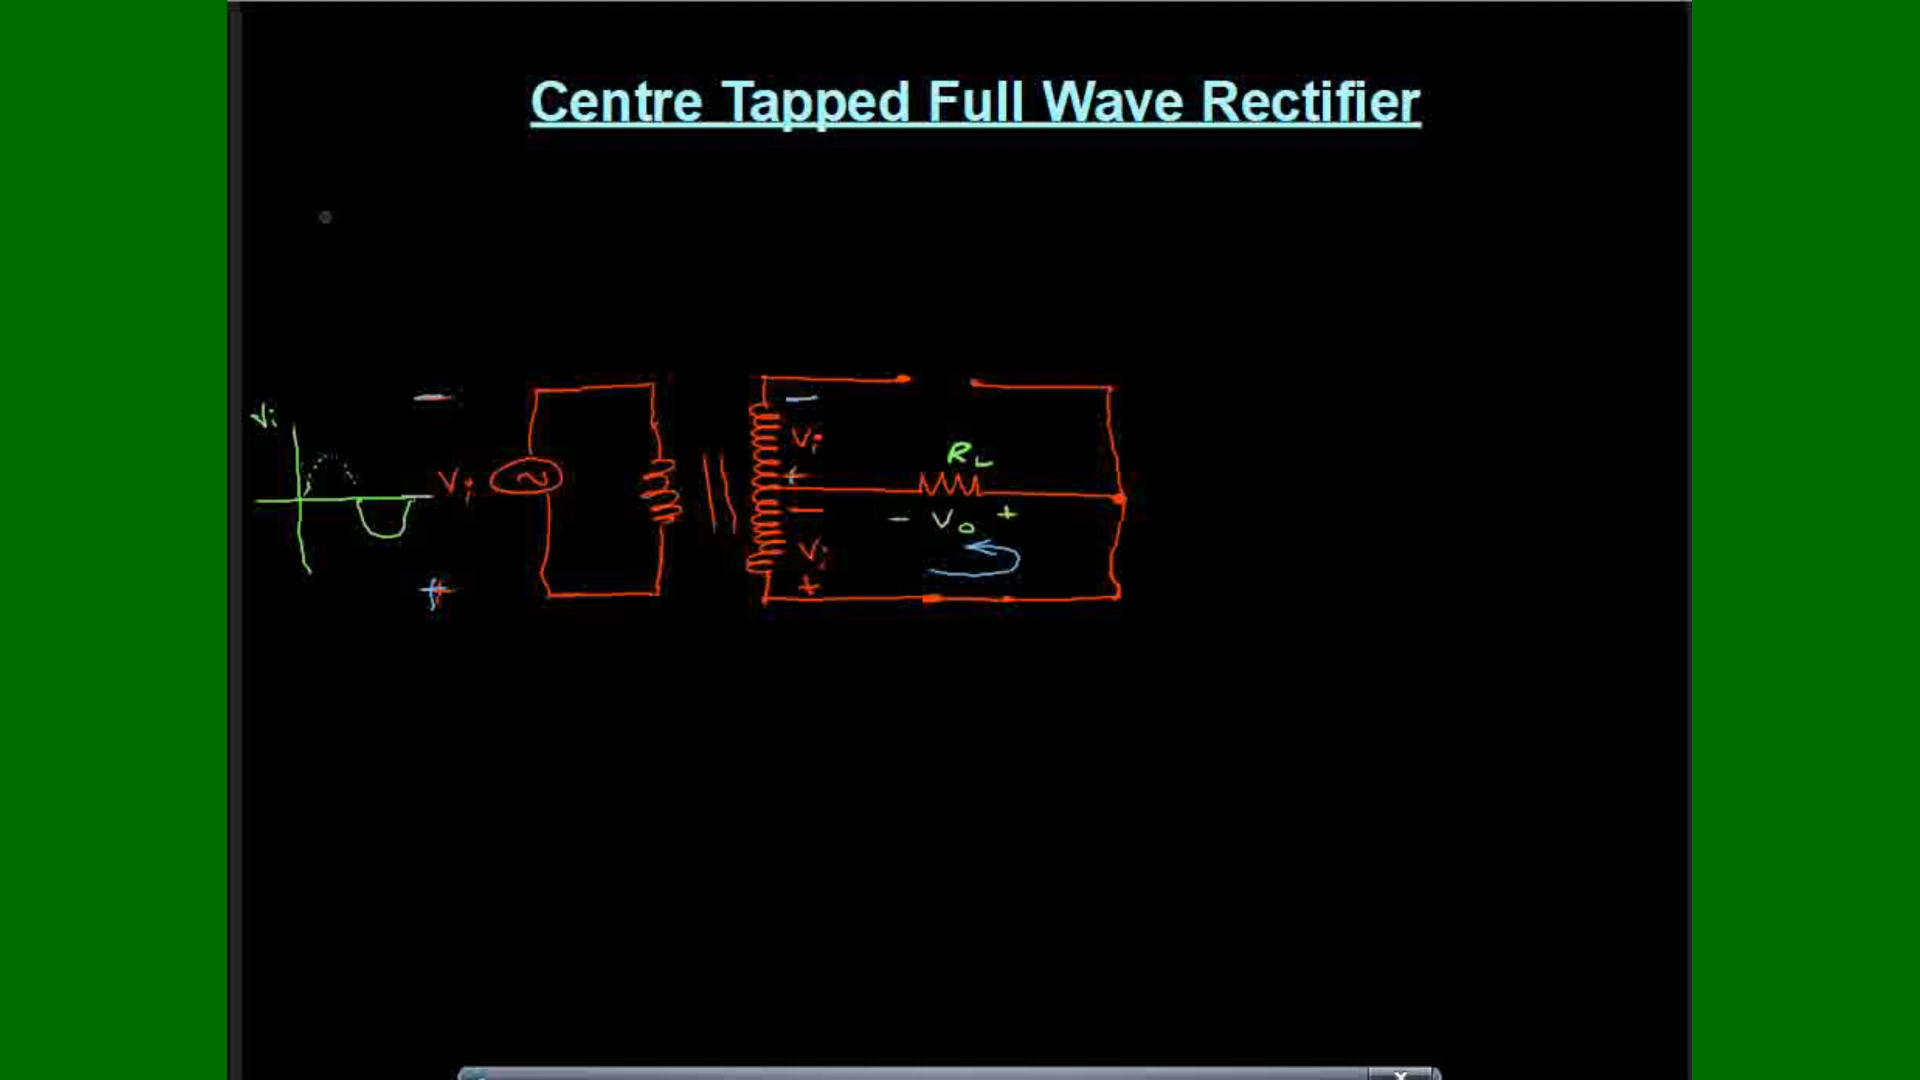 Centre Tapped Full Wave Rectifier
Vi
−
Vi
+
−
Vi
+
−
Vi
+
RL
− Vo +
x